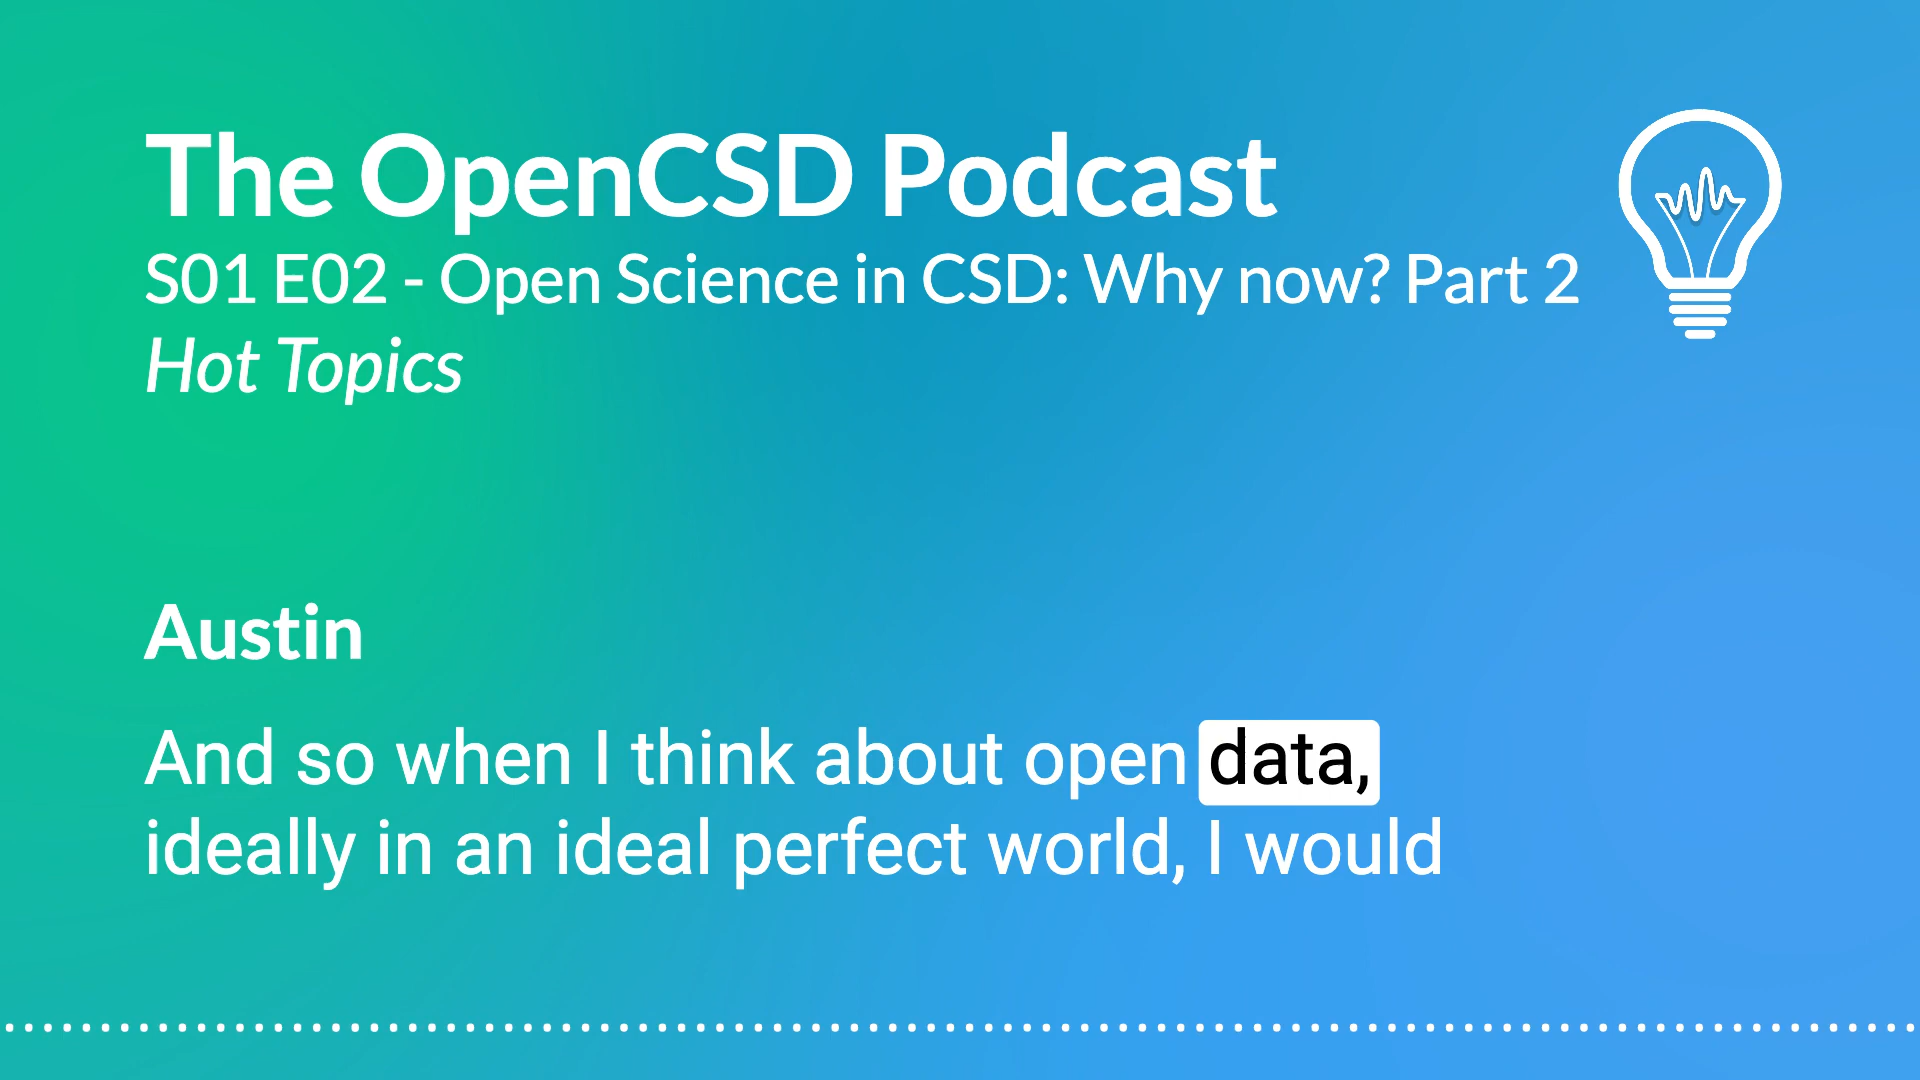 The OpenCSD Podcast
S01 E02 - Open Science in CSD: Why now? Part 2
Hot Topics
Austin
And so when I think about open data,
ideally in an ideal perfect world, I would